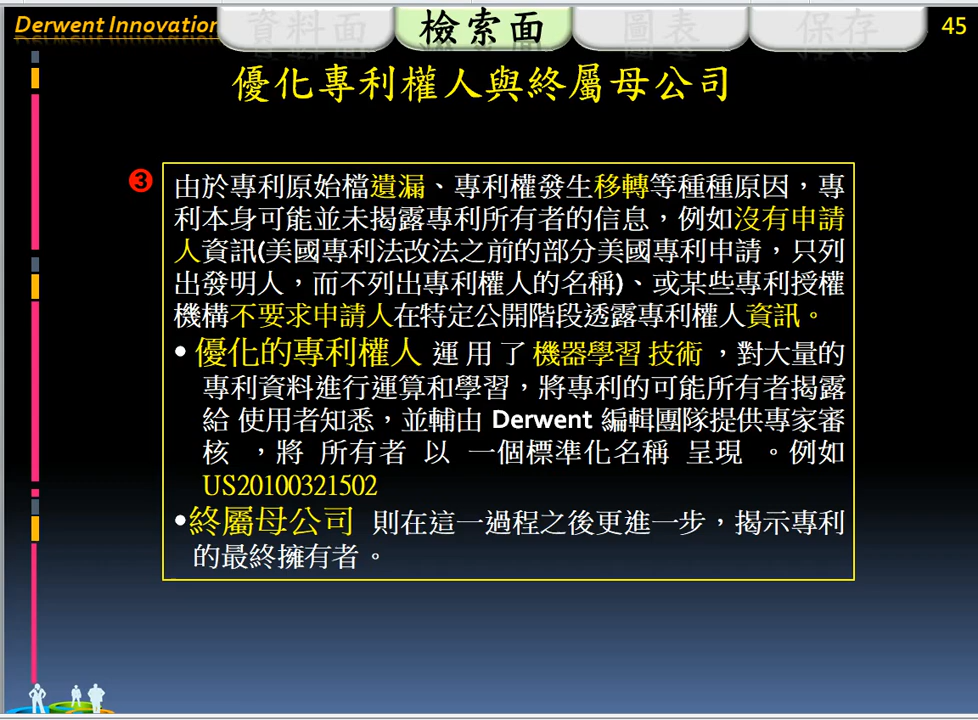 Derwent Innovation
資料面
檢索面
圖表
保存
45
優化專利權人與終屬母公司
3
由於專利原始檔遺漏、專利權發生移轉等種種原因，專
利本身可能並未揭露專利所有者的信息，例如沒有申請
人資訊(美國專利法改法之前的部分美國專利申請，只列
出發明人，而不列出專利權人的名稱)、或某些專利授權
機構不要求申請人在特定公開階段透露專利權人資訊。
• 優化的專利權人 運 用 了 機器學習 技術 ，對大量的
專利資料進行運算和學習，將專利的可能所有者揭露
給 使用者知悉，並輔由 Derwent 編輯團隊提供專家審
核 ，將 所有者 以 一個標準化名稱 呈現 。例如
US20100321502
•終屬母公司 則在這一過程之後更進一步，揭示專利
的最終擁有者。